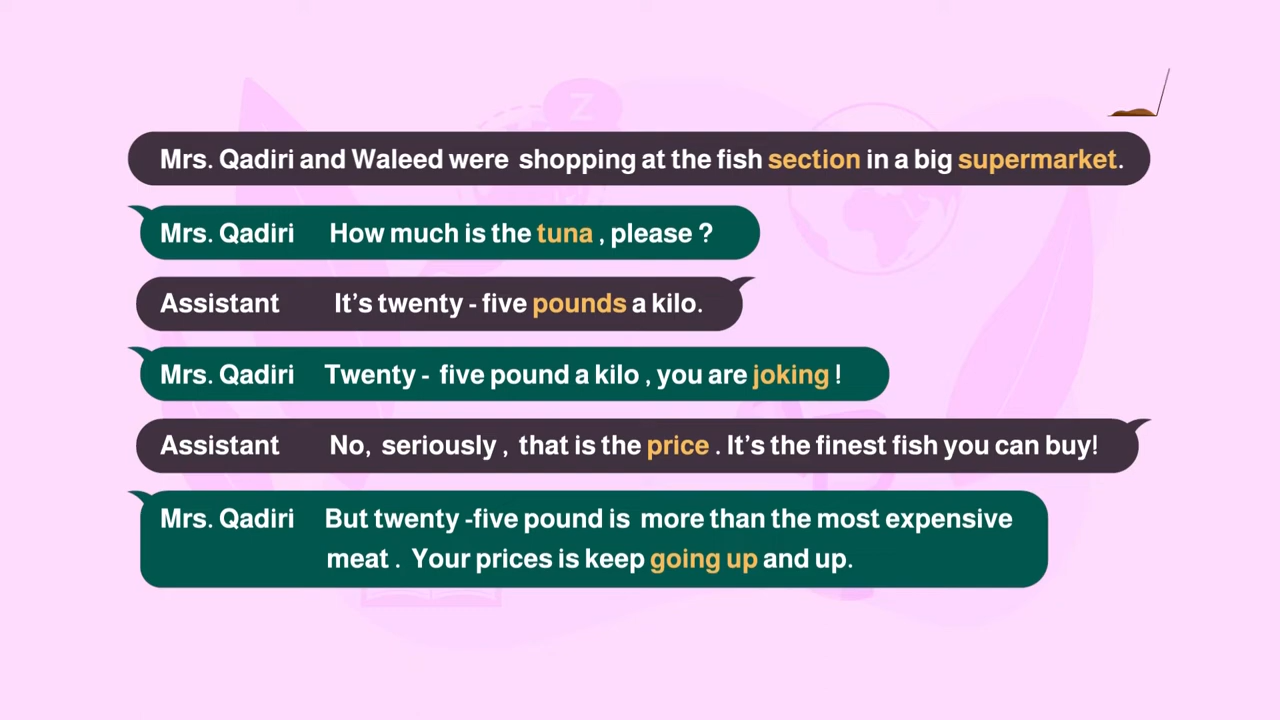 Z
Mrs. Qadiri and Waleed were shopping at the fish section in a big supermarket.
Mrs. Qadiri How much is the tuna , please ?
Assistant It’s twenty - five pounds a kilo.
Mrs. Qadiri Twenty - five pound a kilo , you are joking !
Assistant No, seriously , that is the price . It’s the finest fish you can buy!
Mrs. Qadiri But twenty -five pound is more than the most expensive
meat . Your prices is keep going up and up.